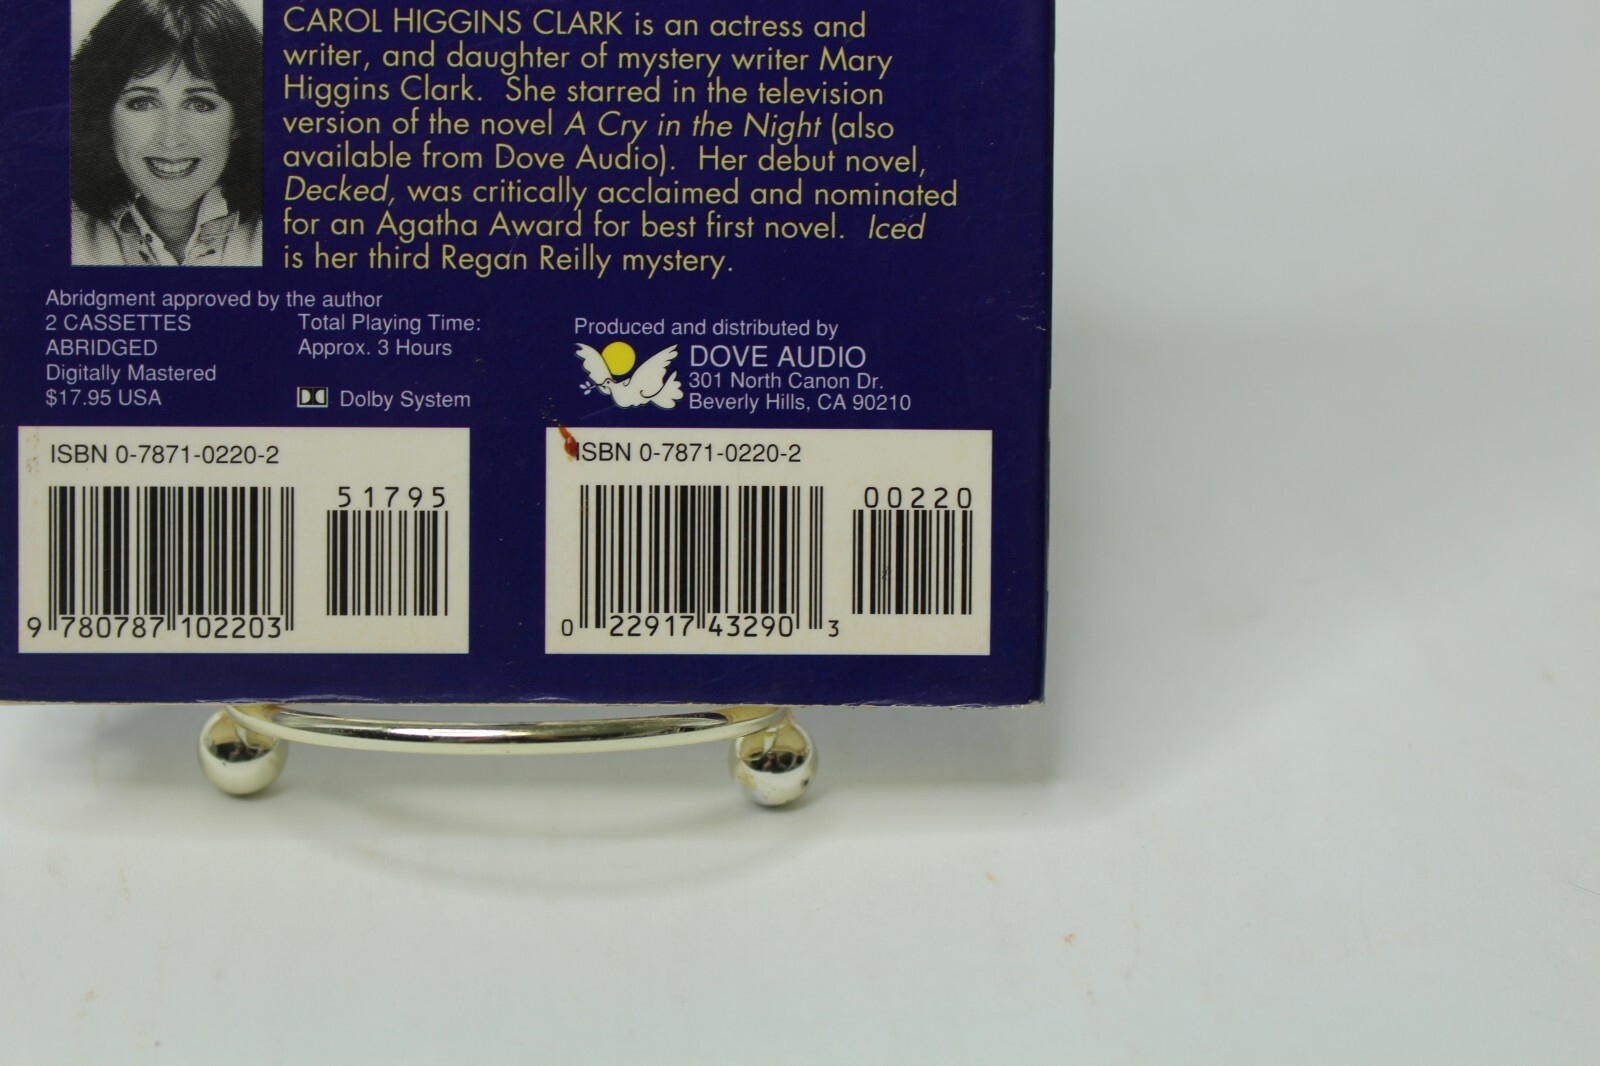 CAROL HIGGINS CLARK is an actress and
writer, and daughter of mystery writer Mary
Higgins Clark. She starred in the television
version of the novel A Cry in the Night (also
available from Dove Audio). Her debut novel,
Decked, was critically acclaimed and nominated
for an Agatha Award for best first novel. Iced
is her third Regan Reilly mystery.
Abridgment approved by the author
2 CASSETTES
ABRIDGED
Digitally Mastered
$17.95 USA
Total Playing Time:
Approx. 3 Hours
Dolby System
Produced and distributed by
DOVE AUDIO
301 North Canon Dr.
Beverly Hills, CA 90210
ISBN 0-7871-0220-2
51795
9 780787 102203
ISBN 0-7871-0220-2
00220
0 22917 43290 3